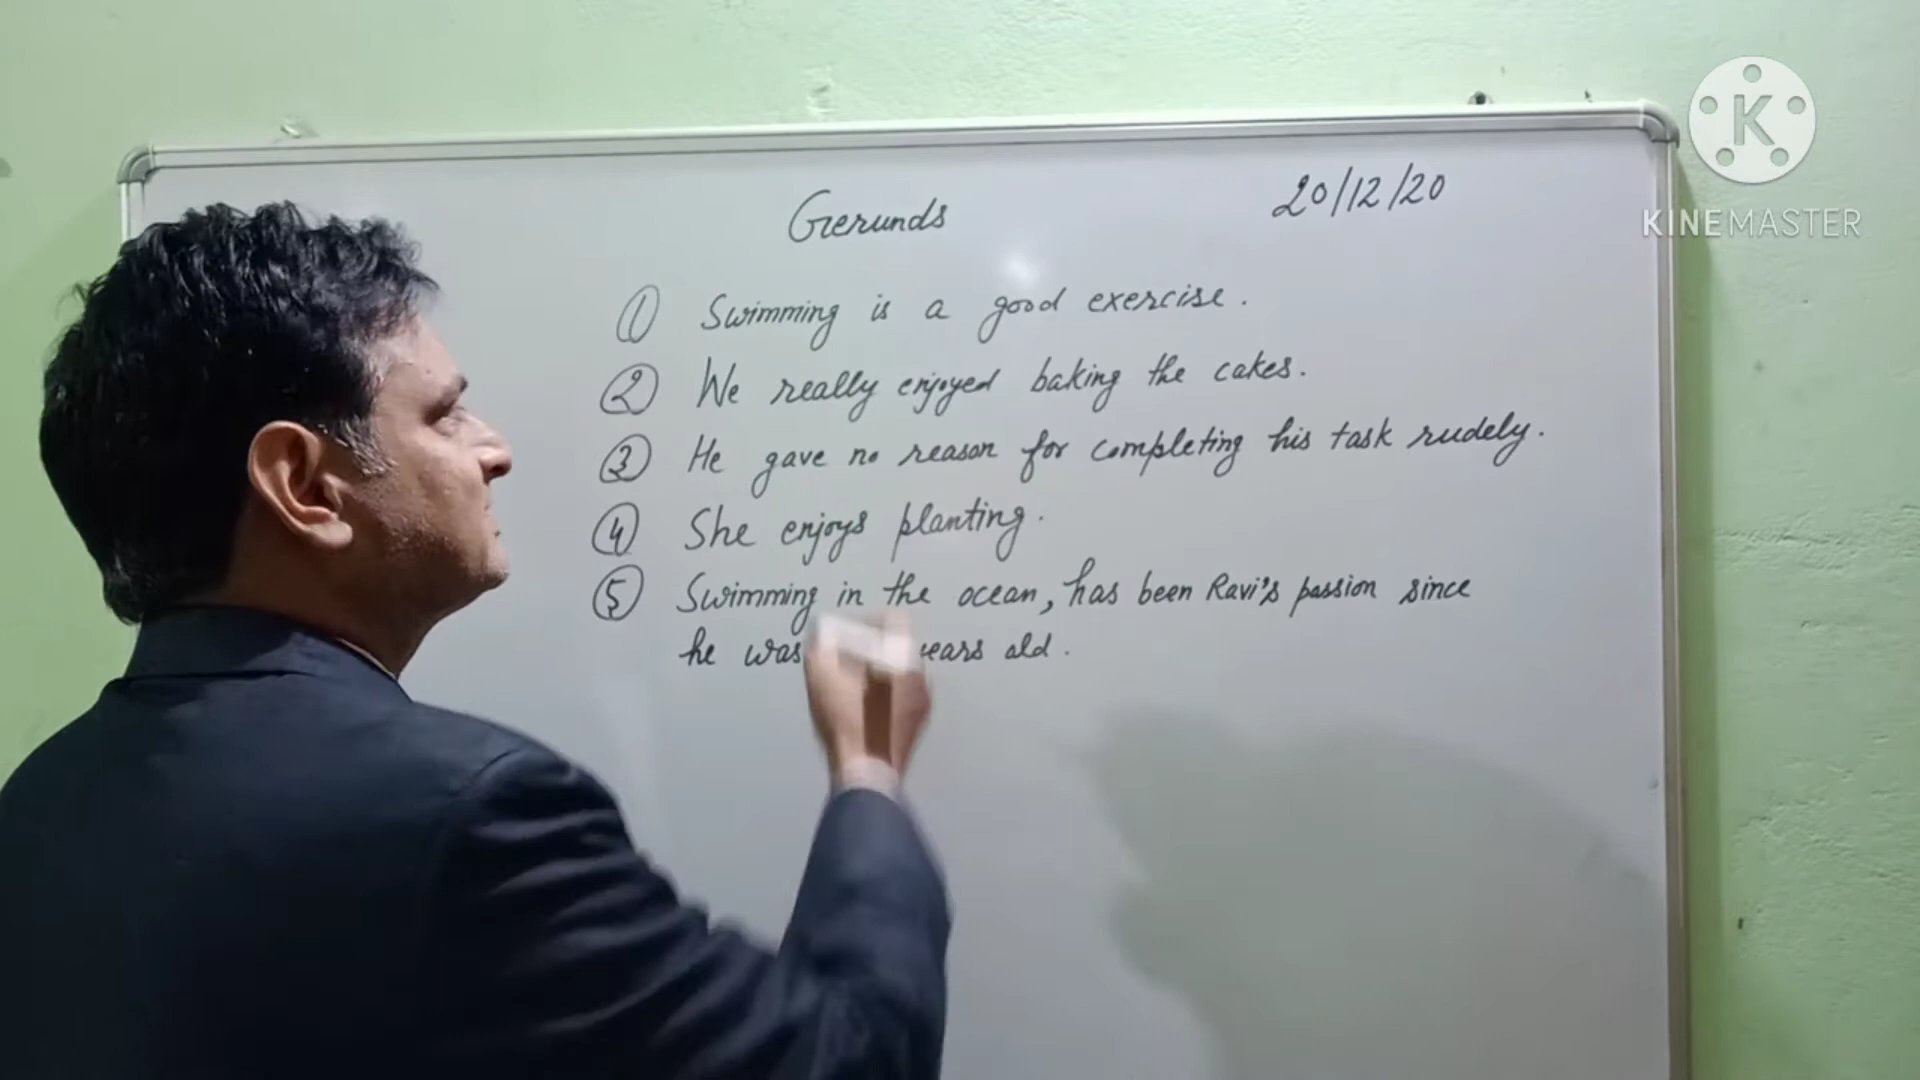 Gerunds 20/12/20
① Swimming is a good exercise.
② We really enjoyed baking the cakes.
③ He gave no reason for completing his task rudely.
④ She enjoys planting.
⑤ Swimming in the ocean, has been Ravi's passion since
he was years old.
K
KINEMASTER